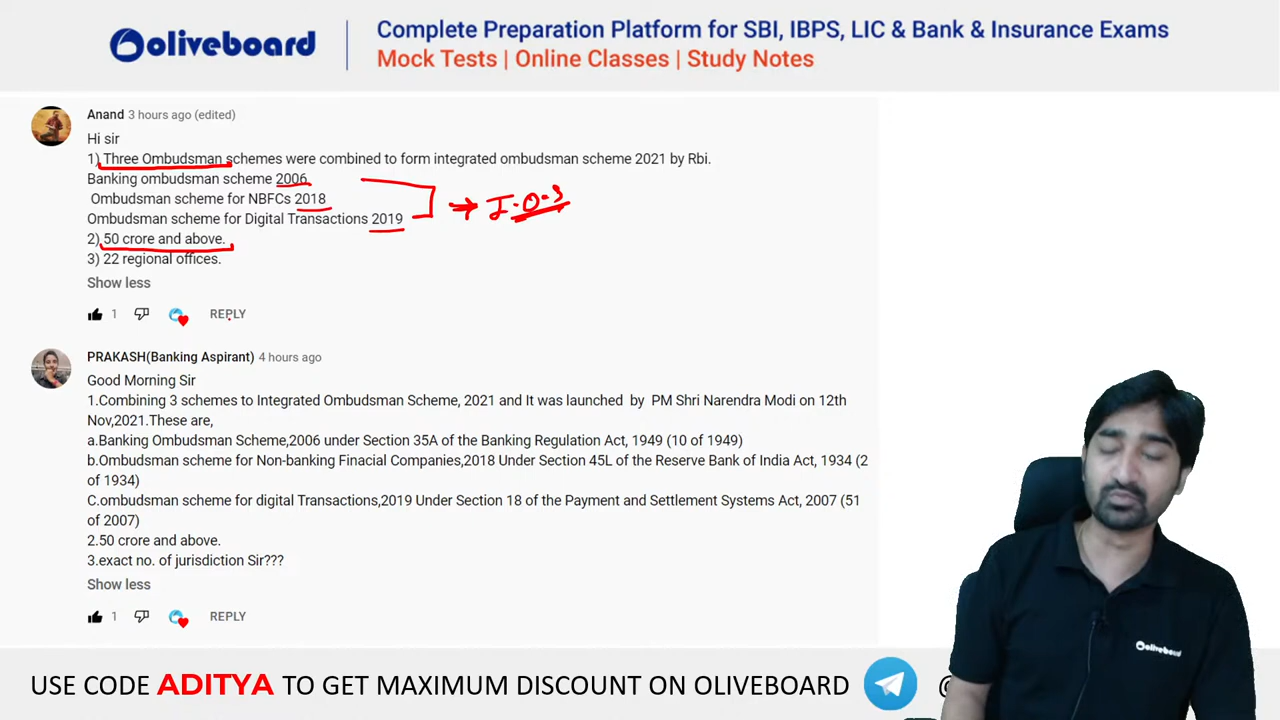 oliveboard
Complete Preparation Platform for SBI, IBPS, LIC & Bank & Insurance Exams
Mock Tests | Online Classes | Study Notes
Anand 3 hours ago (edited)
Hi sir
1) Three Ombudsman schemes were combined to form integrated ombudsman scheme 2021 by Rbi.
Banking ombudsman scheme 2006
Ombudsman scheme for NBFCs 2018
Ombudsman scheme for Digital Transactions 2019
I-O-S
2) 50 crore and above.
3) 22 regional offices.
Show less
1 REPLY
PRAKASH(Banking Aspirant) 4 hours ago
Good Morning Sir
1.Combining 3 schemes to Integrated Ombudsman Scheme, 2021 and It was launched by PM Shri Narendra Modi on 12th
Nov,2021.These are,
a.Banking Ombudsman Scheme,2006 under Section 35A of the Banking Regulation Act, 1949 (10 of 1949)
b.Ombudsman scheme for Non-banking Finacial Companies,2018 Under Section 45L of the Reserve Bank of India Act, 1934 (2
of 1934)
C.ombudsman scheme for digital Transactions,2019 Under Section 18 of the Payment and Settlement Systems Act, 2007 (51
of 2007)
2.50 crore and above.
3.exact no. of jurisdiction Sir???
Show less
1 REPLY
oliveboard
USE CODE ADITYA TO GET MAXIMUM DISCOUNT ON OLIVEBOARD
@